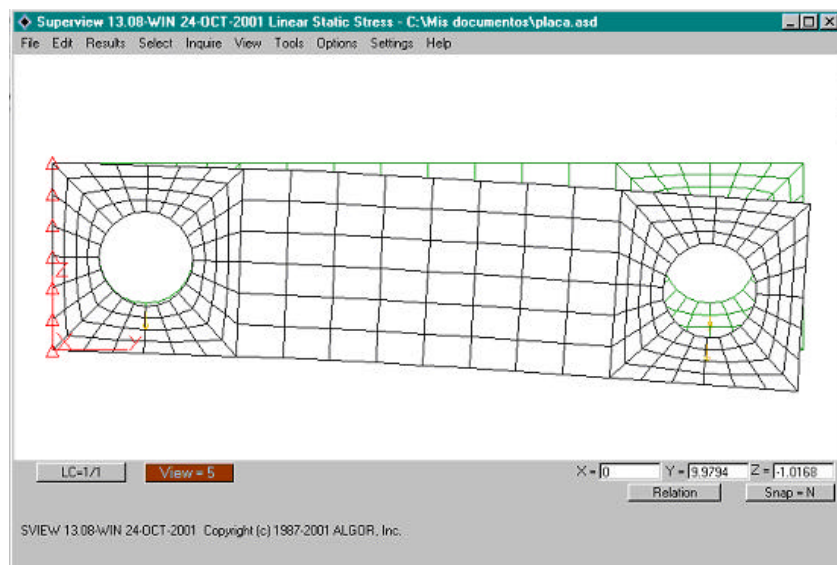 Superview 13.08-WIN 24-OCT-2001 Linear Static Stress - C:\Mis documentos\placa.asd
File Edit Results Select Inquire View Tools Options Settings Help
Z
X Y
LC=1/1 View = 5 X = 0 Y = 9.9794 Z = -1.0168
Relation Snap = N
SVIEW 13.08-WIN 24-OCT-2001 Copyright (c) 1987-2001 ALGOR, Inc.